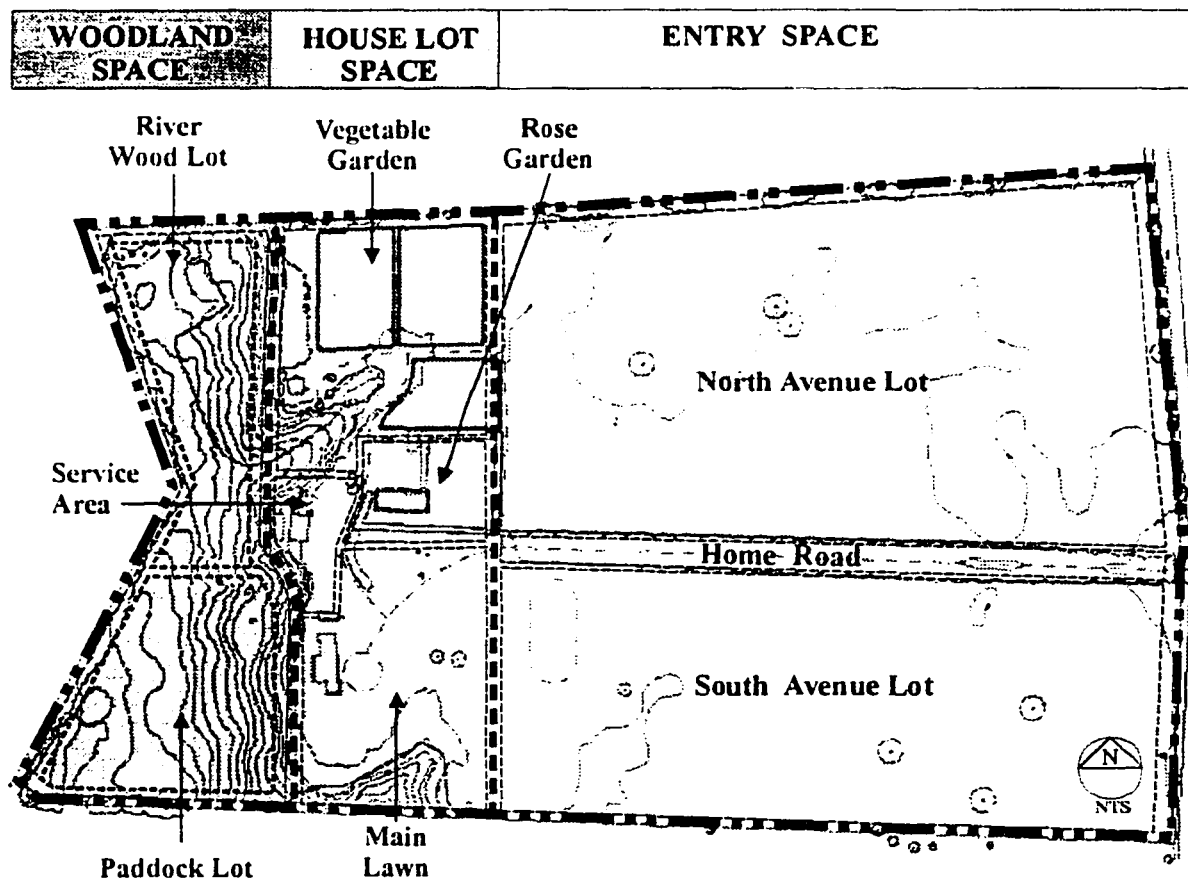 WOODLAND
SPACE
HOUSE LOT
SPACE
ENTRY SPACE
River
Wood Lot
Vegetable
Garden
Rose
Garden
North Avenue Lot
Service
Area
Home Road
South Avenue Lot
N
NTS
Paddock Lot
Main
Lawn